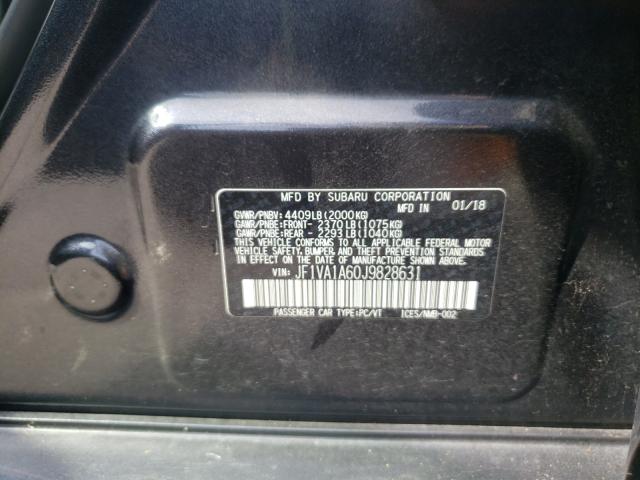 MFD BY SUBARU CORPORATION
MFD IN 01/18
GVWR/PNBV: 4409LB(2000KG)
GAWR/PNBE:FRONT- 2370LB(1075KG)
GAWR/PNBE:REAR - 2293LB(1040KG)
THIS VEHICLE CONFORMS TO ALL APPLICABLE FEDERAL MOTOR
VEHICLE SAFETY, BUMPER, AND THEFT PREVENTION STANDARDS
IN EFFECT ON THE DATE OF MANUFACTURE SHOWN ABOVE.
VIN: JF1VA1A60J9828631
PASSENGER CAR TYPE:PC/VT ICES/NMB-002